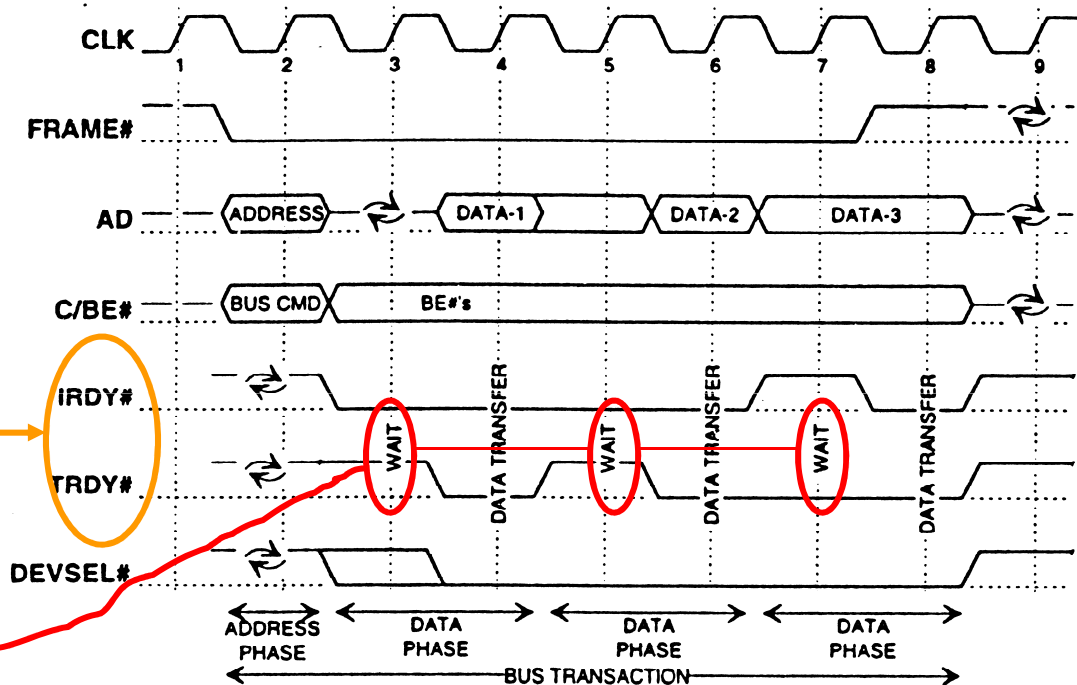 CLK
1 2 3 4 5 6 7 8 9
FRAME#
AD ADDRESS DATA-1 DATA-2 DATA-3
C/BE# BUS CMD BE#'s
IRDY#
WAIT DATA TRANSFER WAIT DATA TRANSFER WAIT DATA TRANSFER
TRDY#
DEVSEL#
ADDRESS PHASE
DATA PHASE
DATA PHASE
DATA PHASE
BUS TRANSACTION